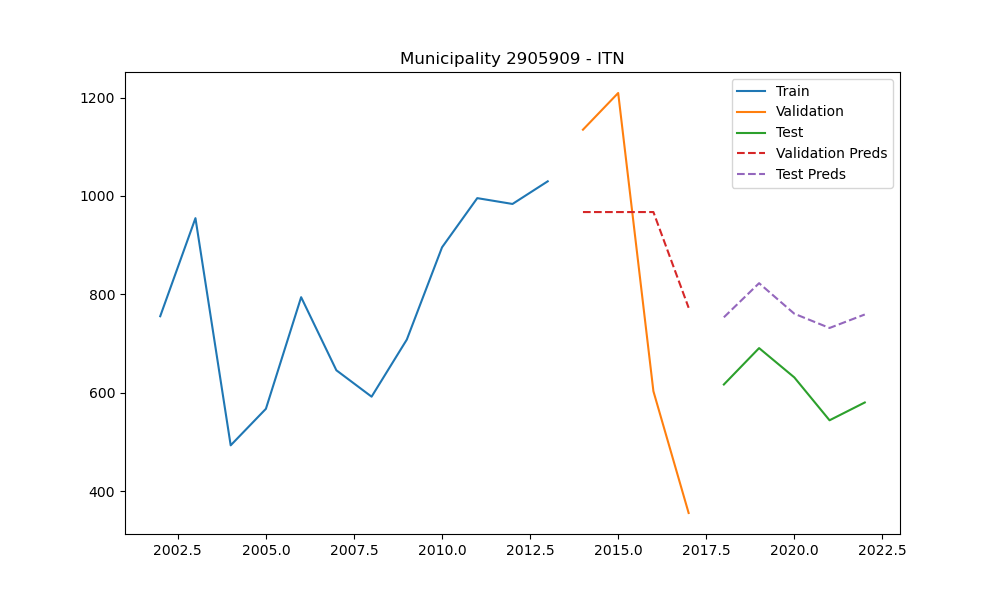 Municipality 2905909 - ITN
Train
Validation
Test
Validation Preds
Test Preds
1200
1000
800
600
400
2002.5 2005.0 2007.5 2010.0 2012.5 2015.0 2017.5 2020.0 2022.5